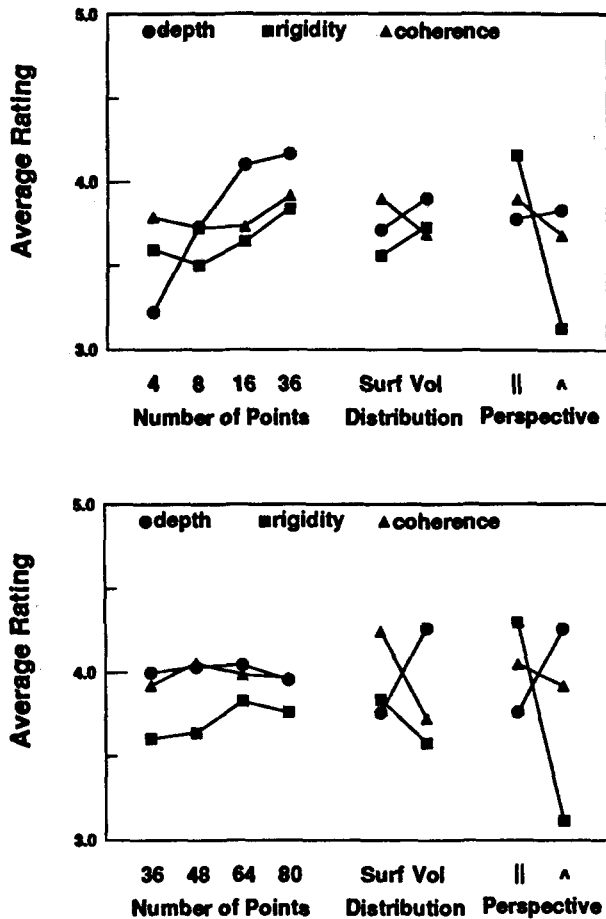 5.0
●depth ■rigidity ▲coherence
Average Rating
4.0
3.0
4 8 16 36 Surf Vol || ʌ
Number of Points Distribution Perspective
5.0
●depth ■rigidity ▲coherence
Average Rating
4.0
3.0
36 48 64 80 Surf Vol || ʌ
Number of Points Distribution Perspective